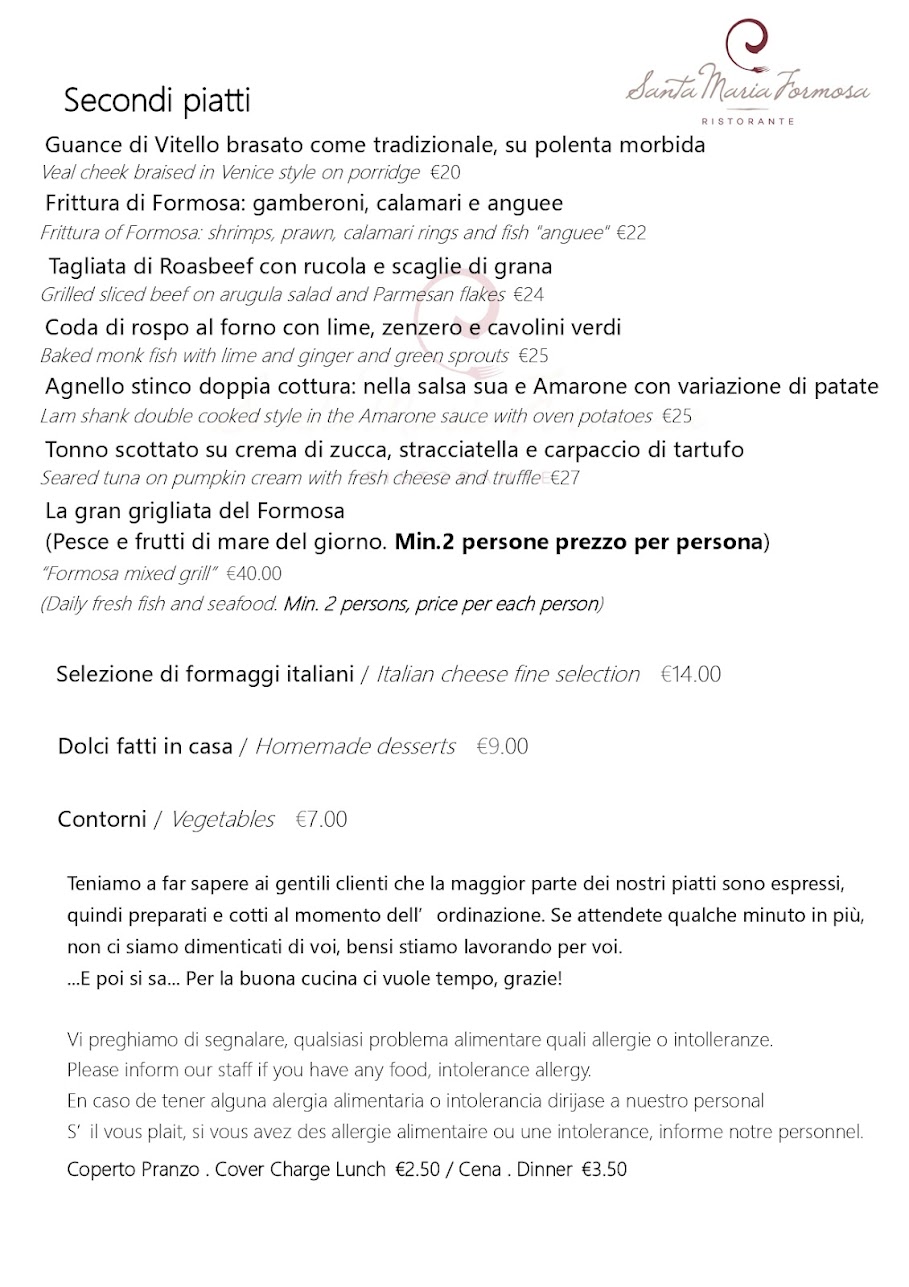 Santa Maria Formosa
RISTORANTE
Secondi piatti
Guance di Vitello brasato come tradizionale, su polenta morbida
Veal cheek braised in Venice style on porridge €20
Frittura di Formosa: gamberoni, calamari e anguee
Frittura of Formosa: shrimps, prawn, calamari rings and fish "anguee" €22
Tagliata di Roasbeef con rucola e scaglie di grana
Grilled sliced beef on arugula salad and Parmesan flakes €24
Coda di rospo al forno con lime, zenzero e cavolini verdi
Baked monk fish with lime and ginger and green sprouts €25
Agnello stinco doppia cottura: nella salsa sua e Amarone con variazione di patate
Lam shank double cooked style in the Amarone sauce with oven potatoes €25
Tonno scottato su crema di zucca, stracciatella e carpaccio di tartufo
Seared tuna on pumpkin cream with fresh cheese and truffle €27
La gran grigliata del Formosa
(Pesce e frutti di mare del giorno. Min.2 persone prezzo per persona)
“Formosa mixed grill” €40.00
(Daily fresh fish and seafood. Min. 2 persons, price per each person)
Selezione di formaggi italiani / Italian cheese fine selection €14.00
Dolci fatti in casa / Homemade desserts €9.00
Contorni / Vegetables €7.00
Teniamo a far sapere ai gentili clienti che la maggior parte dei nostri piatti sono espressi,
quindi preparati e cotti al momento dell’ ordinazione. Se attendete qualche minuto in più,
non ci siamo dimenticati di voi, bensi stiamo lavorando per voi.
...E poi si sa... Per la buona cucina ci vuole tempo, grazie!
Vi preghiamo di segnalare, qualsiasi problema alimentare quali allergie o intolleranze.
Please inform our staff if you have any food, intolerance allergy.
En caso de tener alguna alergia alimentaria o intolerancia dirijase a nuestro personal
S’ il vous plait, si vous avez des allergie alimentaire ou une intolerance, informe notre personnel.
Coperto Pranzo . Cover Charge Lunch €2.50 / Cena . Dinner €3.50